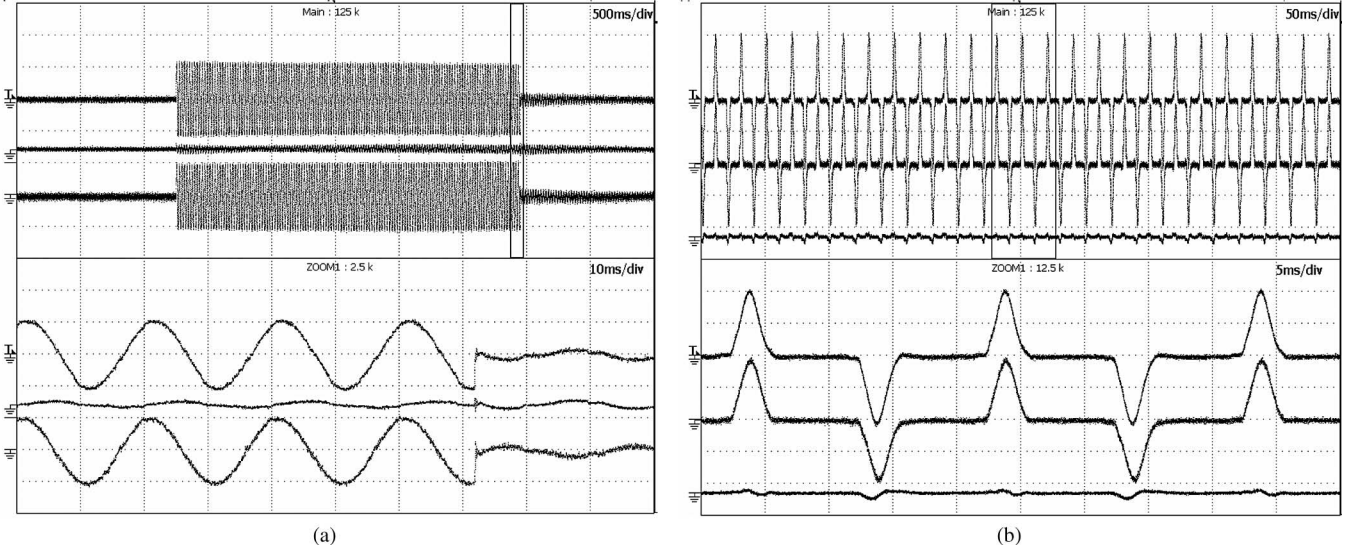 Main : 125 k
500ms/div
ZOOM1 : 2.5 k
10ms/div
(a)
Main : 125 k
50ms/div
ZOOM1 : 12.5 k
5ms/div
(b)